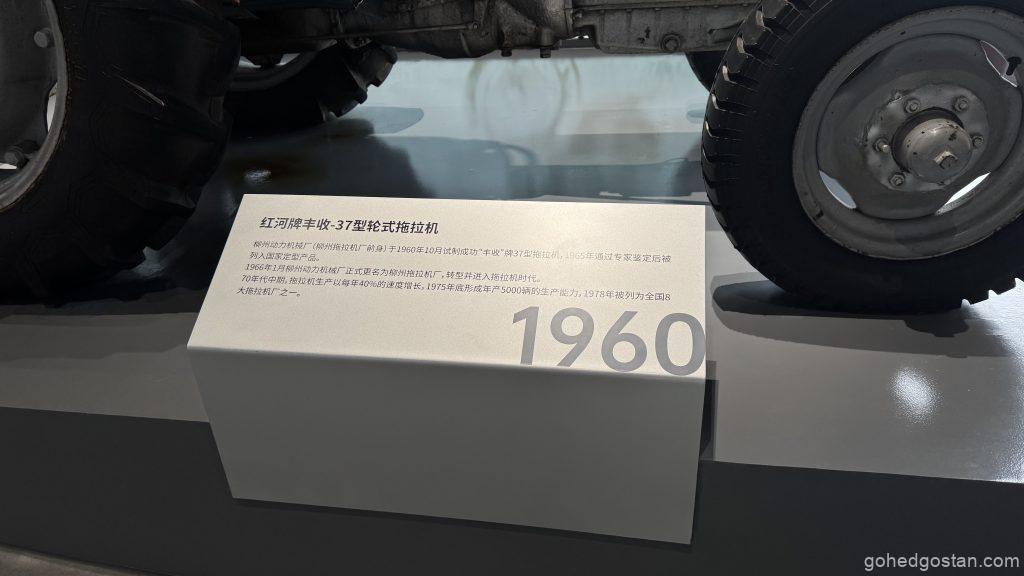 红河牌丰收-37型轮式拖拉机
柳州动力机械厂（柳州拖拉机厂前身）于1960年10月试制成功“丰收”牌37型拖拉机，1965年通过专家鉴定后被
列入国家定型产品。
1966年1月柳州动力机械厂正式更名为柳州拖拉机厂，转型并进入拖拉机时代。
70年代中期，拖拉机生产以每年40%的速度增长，1975年底形成年产5000辆的生产能力，1978年被列为全国8
大拖拉机厂之一。
1960
gohedgostan.com